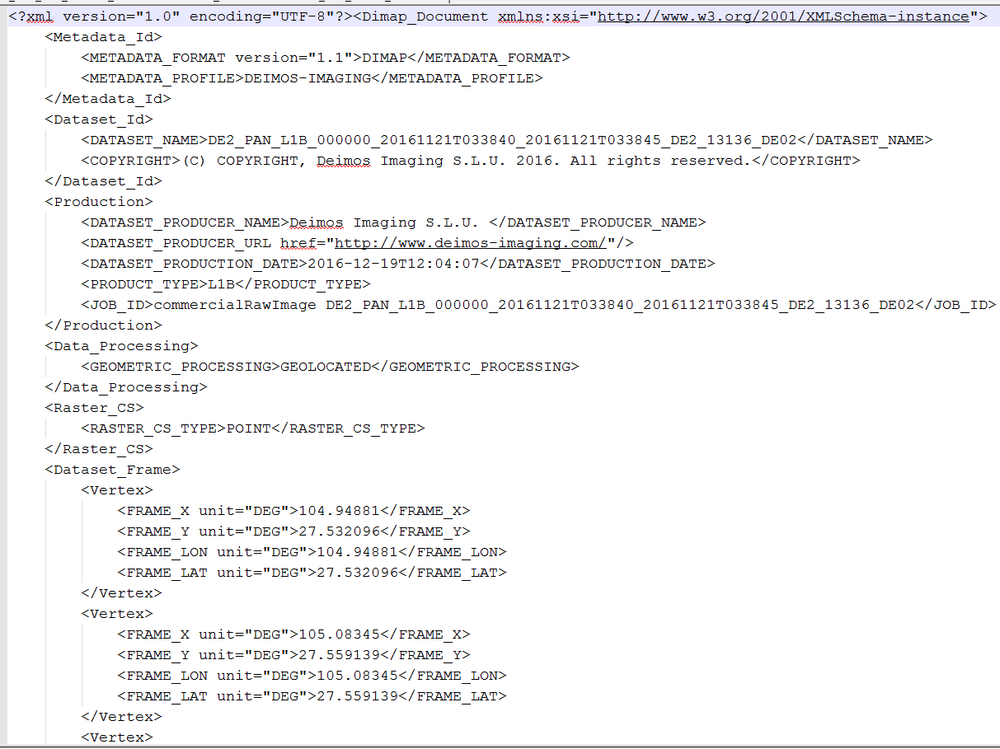 <?xml version="1.0" encoding="UTF-8"?><Dimap_Document xmlns:xsi="http://www.w3.org/2001/XMLSchema-instance">
<Metadata_Id>
<METADATA_FORMAT version="1.1">DIMAP</METADATA_FORMAT>
<METADATA_PROFILE>DEIMOS-IMAGING</METADATA_PROFILE>
</Metadata_Id>
<Dataset_Id>
<DATASET_NAME>DE2_PAN_L1B_000000_20161121T033840_20161121T033845_DE2_13136_DE02</DATASET_NAME>
<COPYRIGHT>(C) COPYRIGHT, Deimos Imaging S.L.U. 2016. All rights reserved.</COPYRIGHT>
</Dataset_Id>
<Production>
<DATASET_PRODUCER_NAME>Deimos Imaging S.L.U. </DATASET_PRODUCER_NAME>
<DATASET_PRODUCER_URL href="http://www.deimos-imaging.com/"/>
<DATASET_PRODUCTION_DATE>2016-12-19T12:04:07</DATASET_PRODUCTION_DATE>
<PRODUCT_TYPE>L1B</PRODUCT_TYPE>
<JOB_ID>commercialRawImage DE2_PAN_L1B_000000_20161121T033840_20161121T033845_DE2_13136_DE02</JOB_ID>
</Production>
<Data_Processing>
<GEOMETRIC_PROCESSING>GEOLOCATED</GEOMETRIC_PROCESSING>
</Data_Processing>
<Raster_CS>
<RASTER_CS_TYPE>POINT</RASTER_CS_TYPE>
</Raster_CS>
<Dataset_Frame>
<Vertex>
<FRAME_X unit="DEG">104.94881</FRAME_X>
<FRAME_Y unit="DEG">27.532096</FRAME_Y>
<FRAME_LON unit="DEG">104.94881</FRAME_LON>
<FRAME_LAT unit="DEG">27.532096</FRAME_LAT>
</Vertex>
<Vertex>
<FRAME_X unit="DEG">105.08345</FRAME_X>
<FRAME_Y unit="DEG">27.559139</FRAME_Y>
<FRAME_LON unit="DEG">105.08345</FRAME_LON>
<FRAME_LAT unit="DEG">27.559139</FRAME_LAT>
</Vertex>
<Vertex>